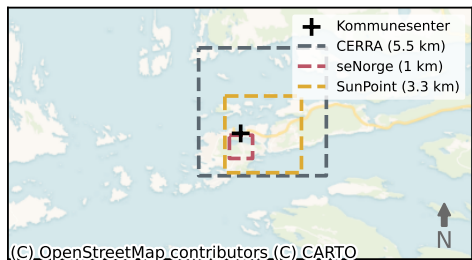 Kommunesenter
CERRA (5.5 km)
seNorge (1 km)
SunPoint (3.3 km)
N
(C) OpenStreetMap contributors (C) CARTO